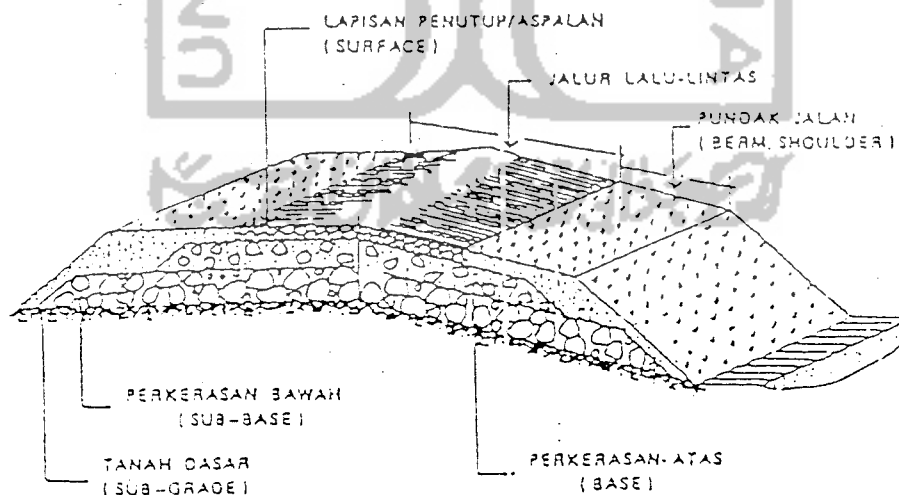 LAPISAN PENUTUP/ASPALAN
(SURFACE)
JALUR LALU-LINTAS
PUNDAK JALAN
(BERM, SHOULDER)
PERKERASAN BAWAH
(SUB-BASE)
TANAH DASAR
(SUB-GRADE)
PERKERASAN-ATAS
(BASE)